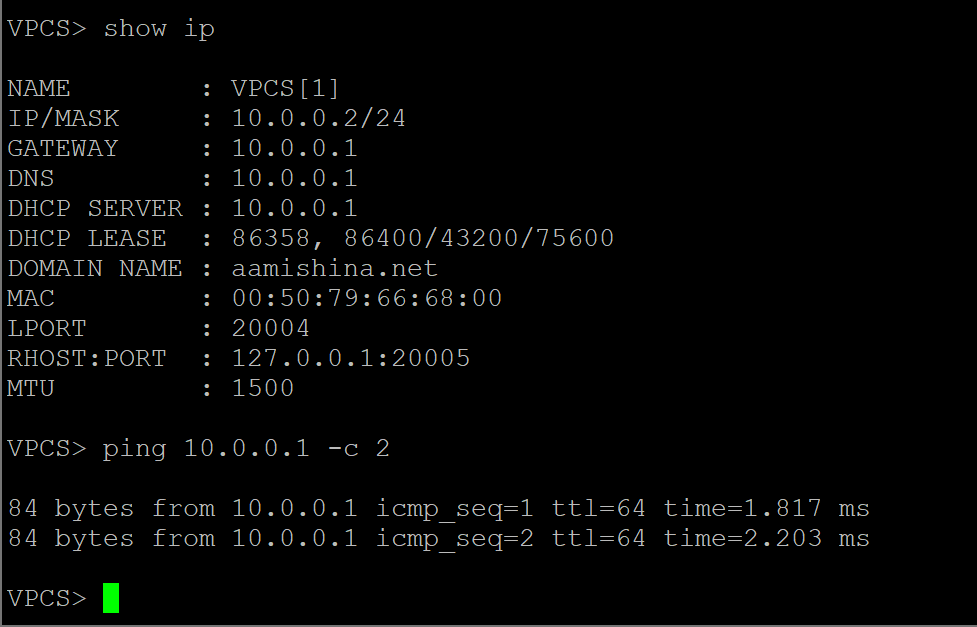 VPCS> show ip
NAME : VPCS[1]
IP/MASK : 10.0.0.2/24
GATEWAY : 10.0.0.1
DNS : 10.0.0.1
DHCP SERVER : 10.0.0.1
DHCP LEASE : 86358, 86400/43200/75600
DOMAIN NAME : aamishina.net
MAC : 00:50:79:66:68:00
LPORT : 20004
RHOST:PORT : 127.0.0.1:20005
MTU : 1500
VPCS> ping 10.0.0.1 -c 2
84 bytes from 10.0.0.1 icmp_seq=1 ttl=64 time=1.817 ms
84 bytes from 10.0.0.1 icmp_seq=2 ttl=64 time=2.203 ms
VPCS>